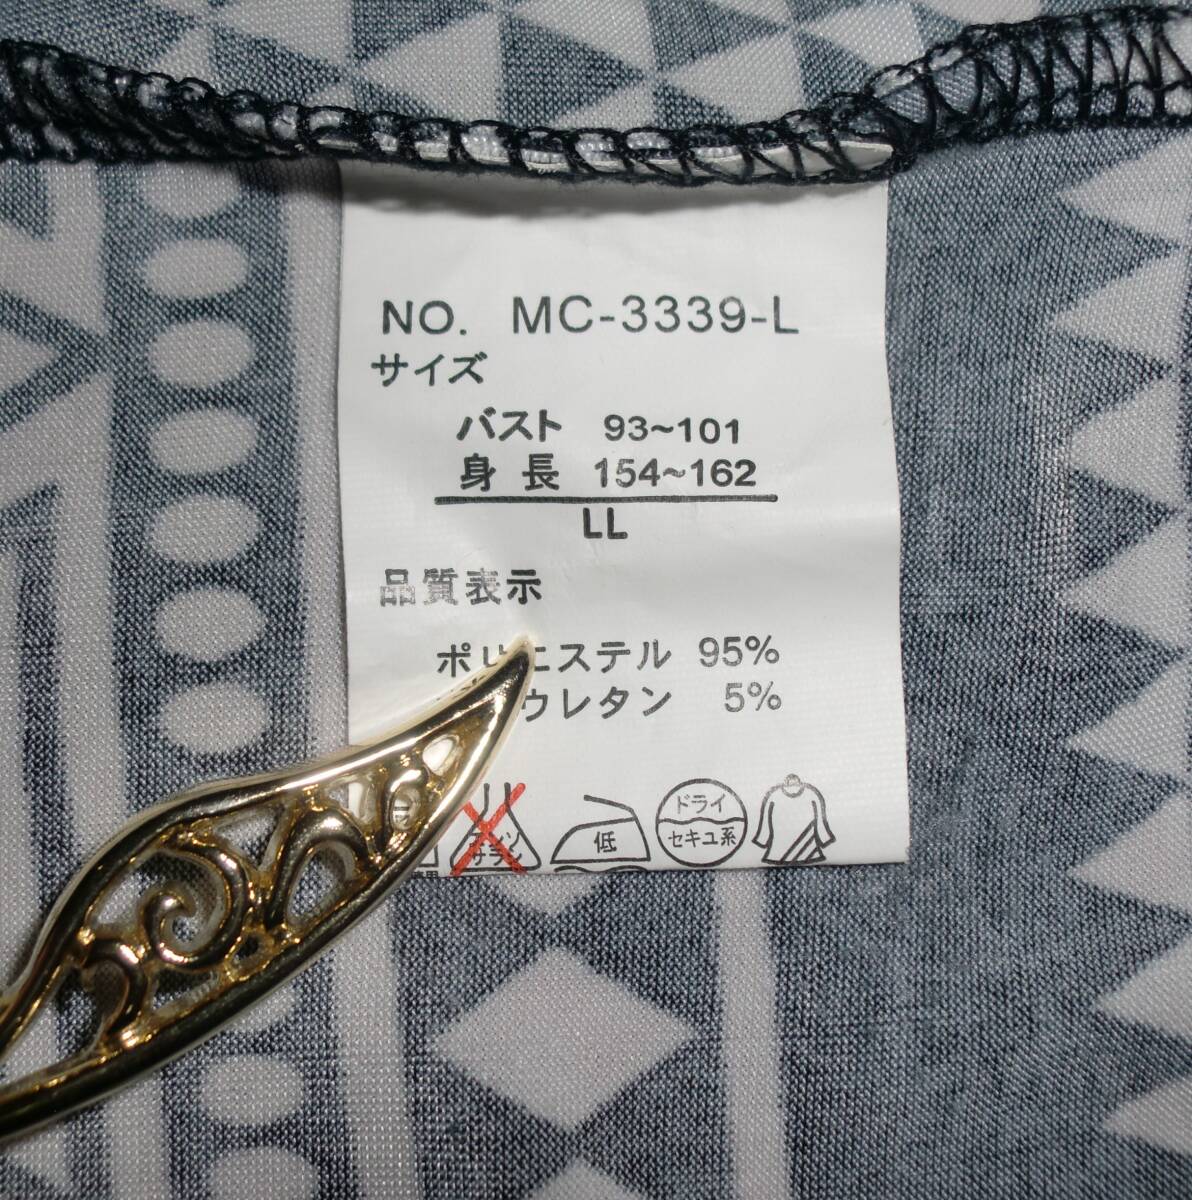 NO. MC-3339-L
サイズ
バスト 93~101
身長 154~162
LL
品質表示
ポリエステル 95%
ウレタン 5%
低
ドライ
セキユ系